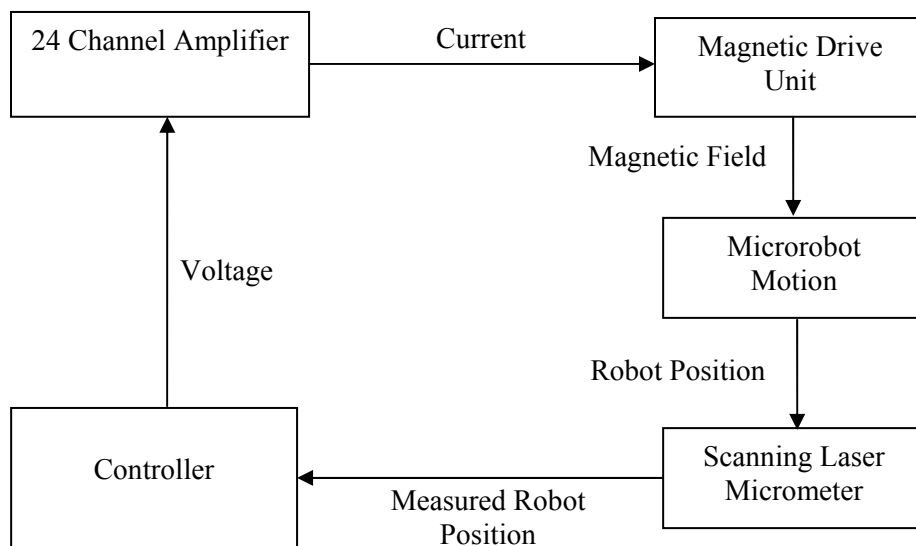 24 Channel Amplifier
Current
Magnetic Drive
Unit
Magnetic Field
Microrobot
Motion
Voltage
Robot Position
Controller
Scanning Laser
Micrometer
Measured Robot
Position